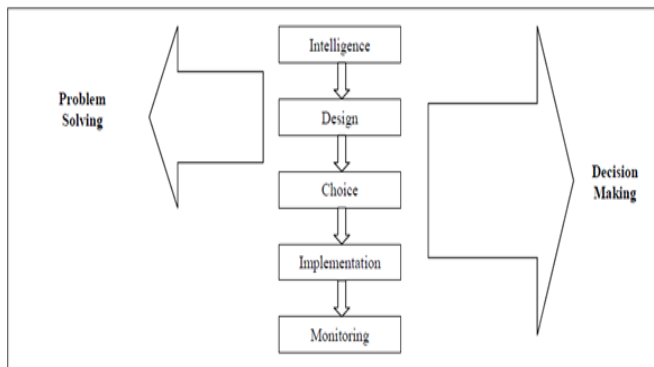 Intelligence
Problem
Solving
Design
Choice
Decision
Making
Implementation
Monitoring